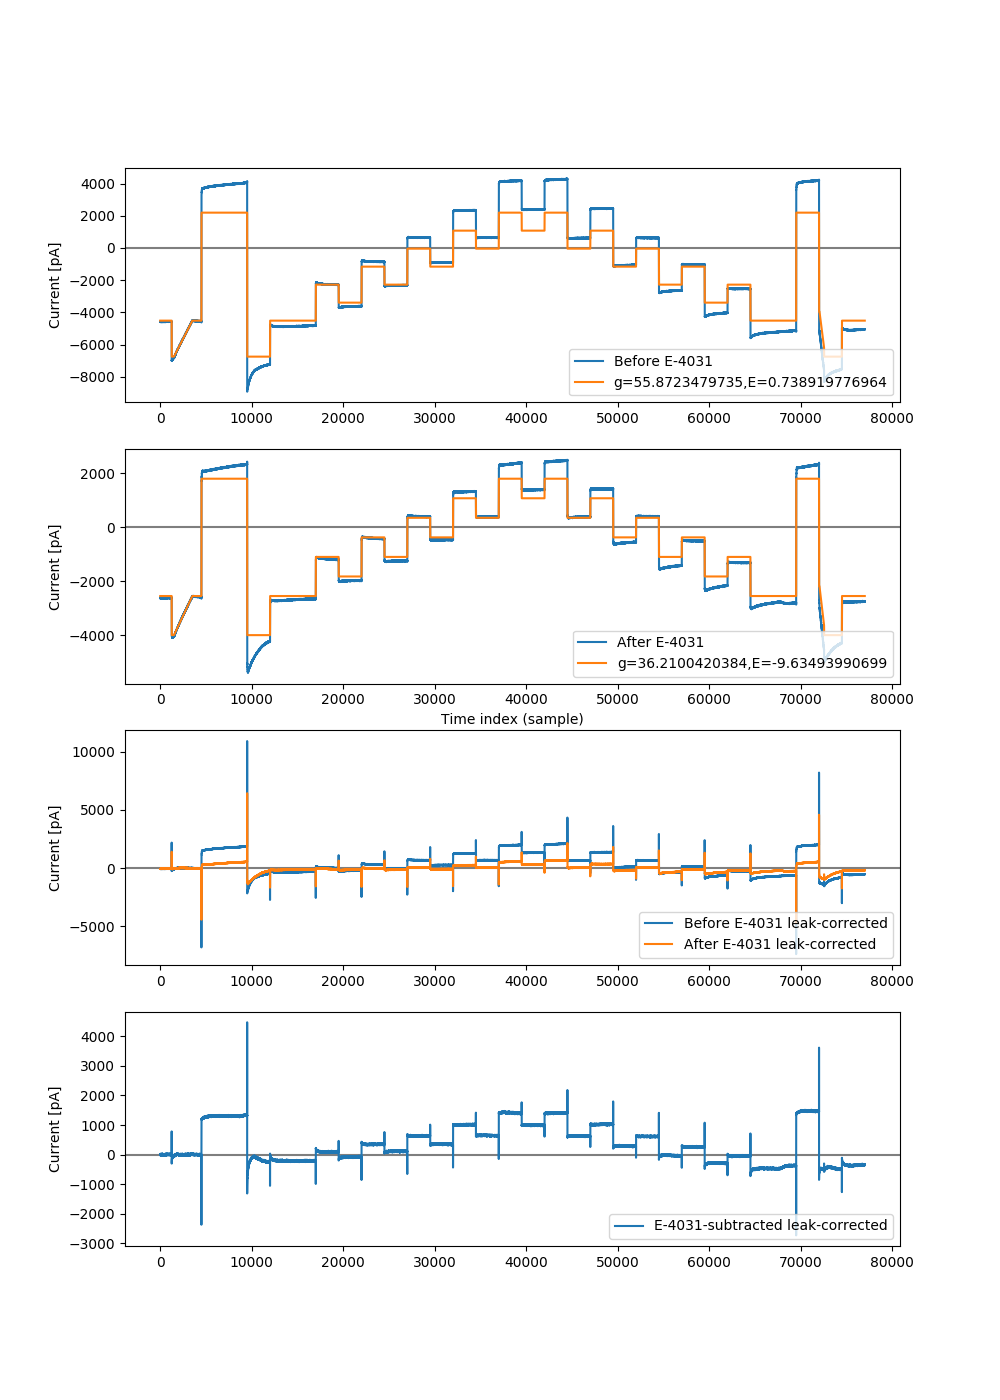 4000
2000
0
−2000
−4000
−6000
−8000
Current [pA]
Before E-4031
g=55.8723479735,E=0.738919776964
0 10000 20000 30000 40000 50000 60000 70000 80000
2000
0
−2000
−4000
Current [pA]
After E-4031
g=36.2100420384,E=-9.63493990699
0 10000 20000 30000 40000 50000 60000 70000 80000
Time index (sample)
10000
5000
0
−5000
Current [pA]
Before E-4031 leak-corrected
After E-4031 leak-corrected
0 10000 20000 30000 40000 50000 60000 70000 80000
4000
3000
2000
1000
0
−1000
−2000
−3000
Current [pA]
E-4031-subtracted leak-corrected
0 10000 20000 30000 40000 50000 60000 70000 80000